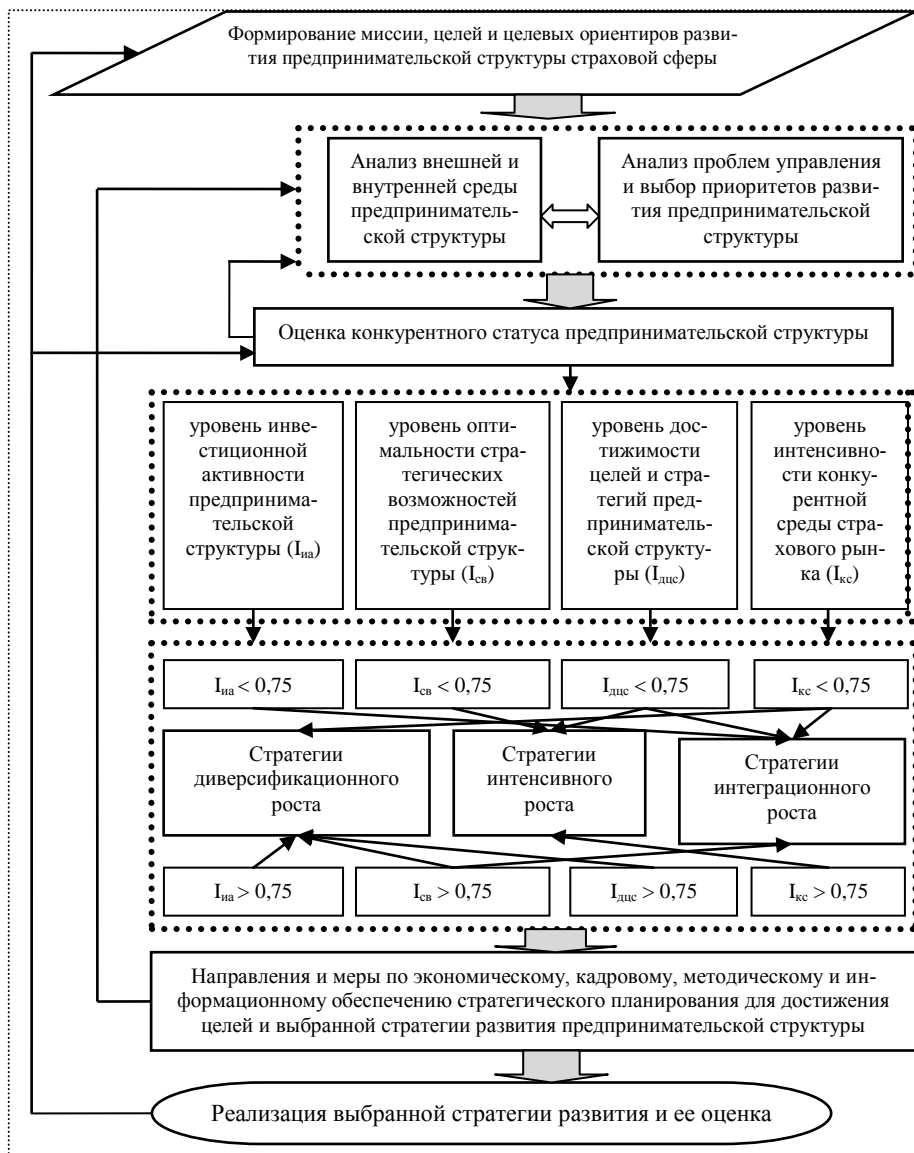 Формирование миссии, целей и целевых ориентиров разви-
тия предпринимательской структуры страховой сферы
Анализ внешней и
внутренней среды
предприниматель-
ской структуры
Анализ проблем управления
и выбор приоритетов разви-
тия предпринимательской
структуры
Оценка конкурентного статуса предпринимательской структуры
уровень инве-
стиционной
активности
предпринима-
тельской
структуры (Iиа)
уровень опти-
мальности стра-
тегических
возможностей
предпринима-
тельской струк-
туры (Iсв)
уровень дос-
тижимости
целей и стра-
тегий пред-
приниматель-
ской структу-
ры (Iдцс)
уровень
интенсивно-
сти конку-
рентной
среды стра-
хового рын-
ка (Iкс)
Iиа < 0,75
Iсв < 0,75
Iдцс < 0,75
Iкс < 0,75
Стратегии
диверсификационного
роста
Стратегии
интенсивного
роста
Стратегии
интеграционного
роста
Iиа > 0,75
Iсв > 0,75
Iдцс > 0,75
Iкс > 0,75
Направления и меры по экономическому, кадровому, методическому и ин-
формационному обеспечению стратегического планирования для достижения
целей и выбранной стратегии развития предпринимательской структуры
Реализация выбранной стратегии развития и ее оценка